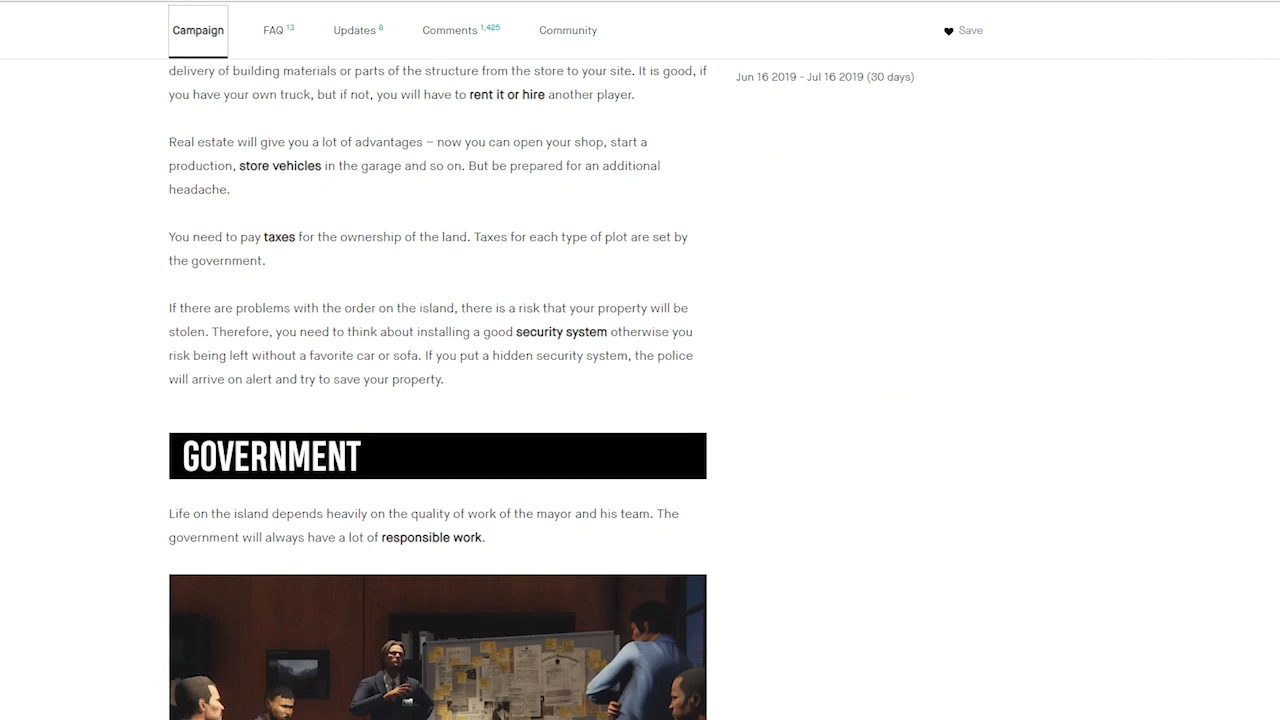 Campaign
FAQ 13
Updates 8
Comments 1,425
Community
Save
delivery of building materials or parts of the structure from the store to your site. It is good, if
you have your own truck, but if not, you will have to rent it or hire another player.
Real estate will give you a lot of advantages – now you can open your shop, start a
production, store vehicles in the garage and so on. But be prepared for an additional
headache.
You need to pay taxes for the ownership of the land. Taxes for each type of plot are set by
the government.
If there are problems with the order on the island, there is a risk that your property will be
stolen. Therefore, you need to think about installing a good security system otherwise you
risk being left without a favorite car or sofa. If you put a hidden security system, the police
will arrive on alert and try to save your property.
GOVERNMENT
Life on the island depends heavily on the quality of work of the mayor and his team. The
government will always have a lot of responsible work.
Jun 16 2019 - Jul 16 2019 (30 days)